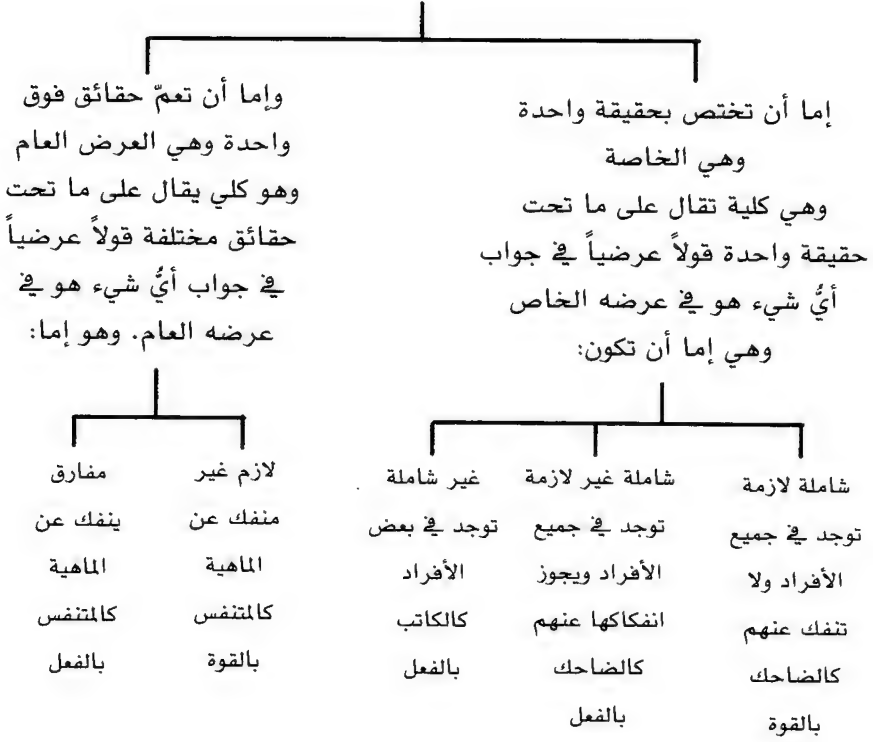 إما أن تختص بحقيقة واحدة
وهي الخاصة
وهي كلية تقال على ما تحت
حقيقة واحدة قولاً عرضياً في جواب
أيُّ شيء هو في عرضه الخاص
وهي إما أن تكون:
شاملة لازمة
توجد في جميع
الأفراد ولا
تنفك عنهم
كالضاحك
بالقوة
شاملة غير لازمة
توجد في جميع
الأفراد ويجوز
انفكاكها عنهم
كالضاحك
بالفعل
غير شاملة
توجد في بعض
الأفراد
كالكاتب
بالفعل
وإما أن تعمّ حقائق فوق
واحدة وهي العرض العام
وهو كلي يقال على ما تحت
حقائق مختلفة قولاً عرضياً
في جواب أيُّ شيء هو في
عرضه العام. وهو إما:
لازم غير
منفك عن
الماهية
كالمتنفس
بالقوة
مفارق
ينفك عن
الماهية
كالمتنفس
بالفعل